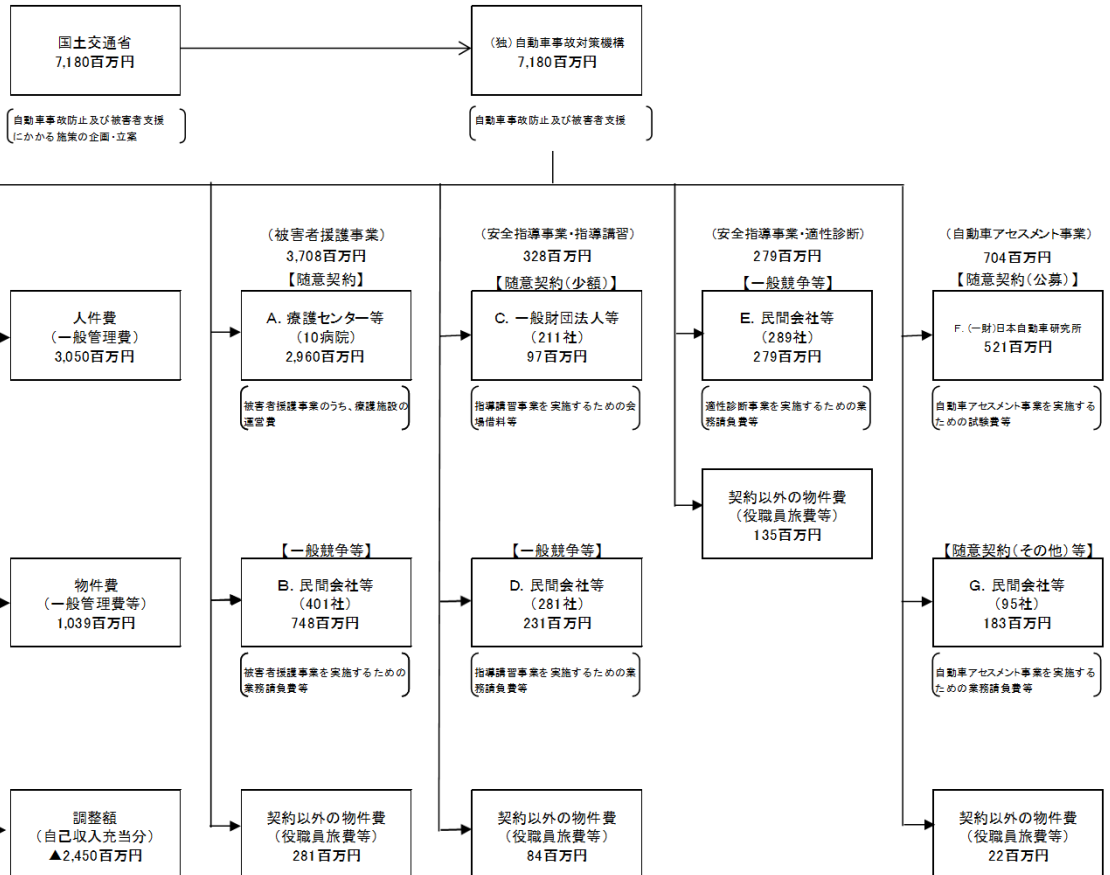 国土交通省
7,180百万円
自動車事故防止及び被害者支援
にかかる施策の企画・立案
(独)自動車事故対策機構
7,180百万円
自動車事故防止及び被害者支援
人件費
(一般管理費)
3,050百万円
物件費
(一般管理費等)
1,039百万円
調整額
(自己収入充当分)
▲2,450百万円
(被害者援護事業)
3,708百万円
【随意契約】
A. 療護センター等
(10病院)
2,960百万円
被害者援護事業のうち、療護施設の
運営費
【一般競争等】
B. 民間会社等
(401社)
748百万円
被害者援護事業を実施するための
業務請負費等
契約以外の物件費
(役職員旅費等)
281百万円
(安全指導事業・指導講習)
328百万円
【随意契約(少額)】
C. 一般財団法人等
(211社)
97百万円
指導講習事業を実施するための会
場借料等
【一般競争等】
D. 民間会社等
(281社)
231百万円
指導講習事業を実施するための業
務請負費等
契約以外の物件費
(役職員旅費等)
84百万円
(安全指導事業・適性診断)
279百万円
【一般競争等】
E. 民間会社等
(289社)
279百万円
適性診断事業を実施するための業
務請負費等
契約以外の物件費
(役職員旅費等)
135百万円
(自動車アセスメント事業)
704百万円
【随意契約(公募)】
F. (一財)日本自動車研究所
521百万円
自動車アセスメント事業を実施する
ための試験費等
【随意契約(その他)等】
G. 民間会社等
(95社)
183百万円
自動車アセスメント事業を実施する
ための業務請負費等
契約以外の物件費
(役職員旅費等)
22百万円